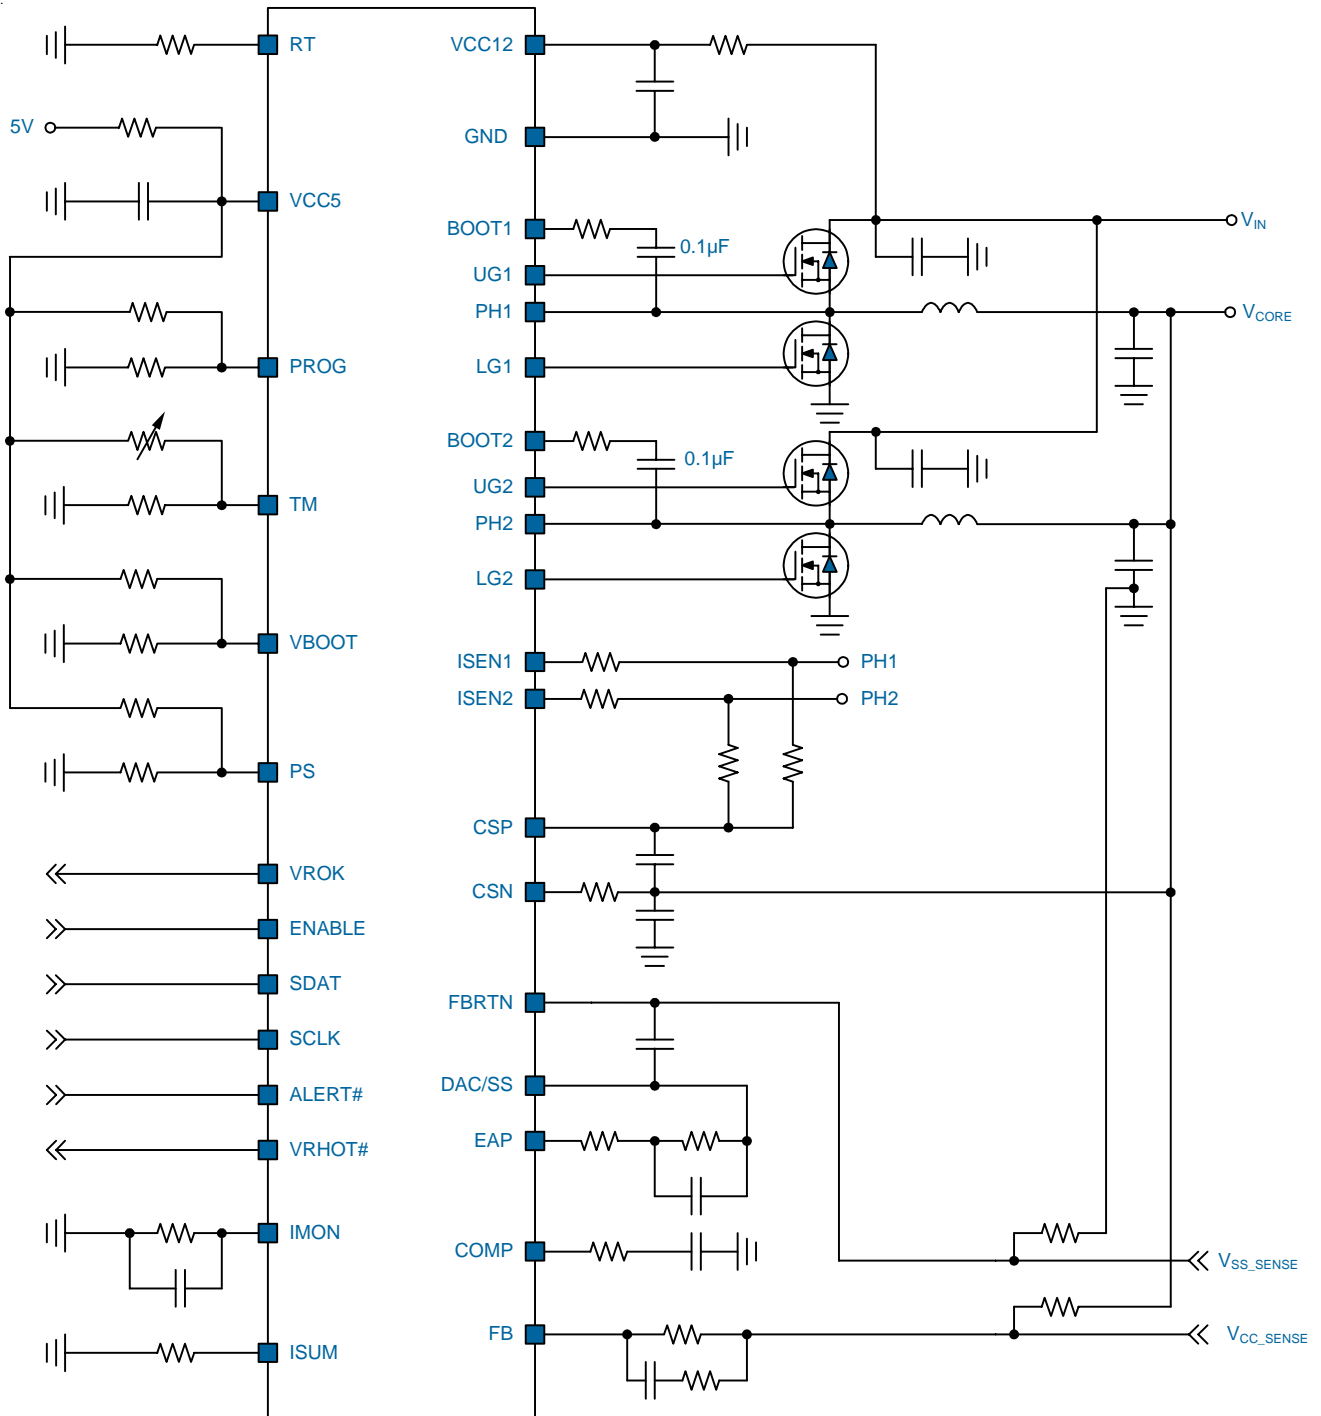 RT
VCC12
5V
GND
VCC5
BOOT1
0.1µF
VIN
UG1
PH1
VCORE
PROG
LG1
BOOT2
0.1µF
UG2
TM
PH2
LG2
VBOOT
ISEN1
PH1
ISEN2
PH2
PS
CSP
VROK
CSN
ENABLE
SDAT
FBRTN
SCLK
DAC/SS
ALERT#
EAP
VRHOT#
IMON
COMP
VSS_SENSE
FB
VCC_SENSE
ISUM